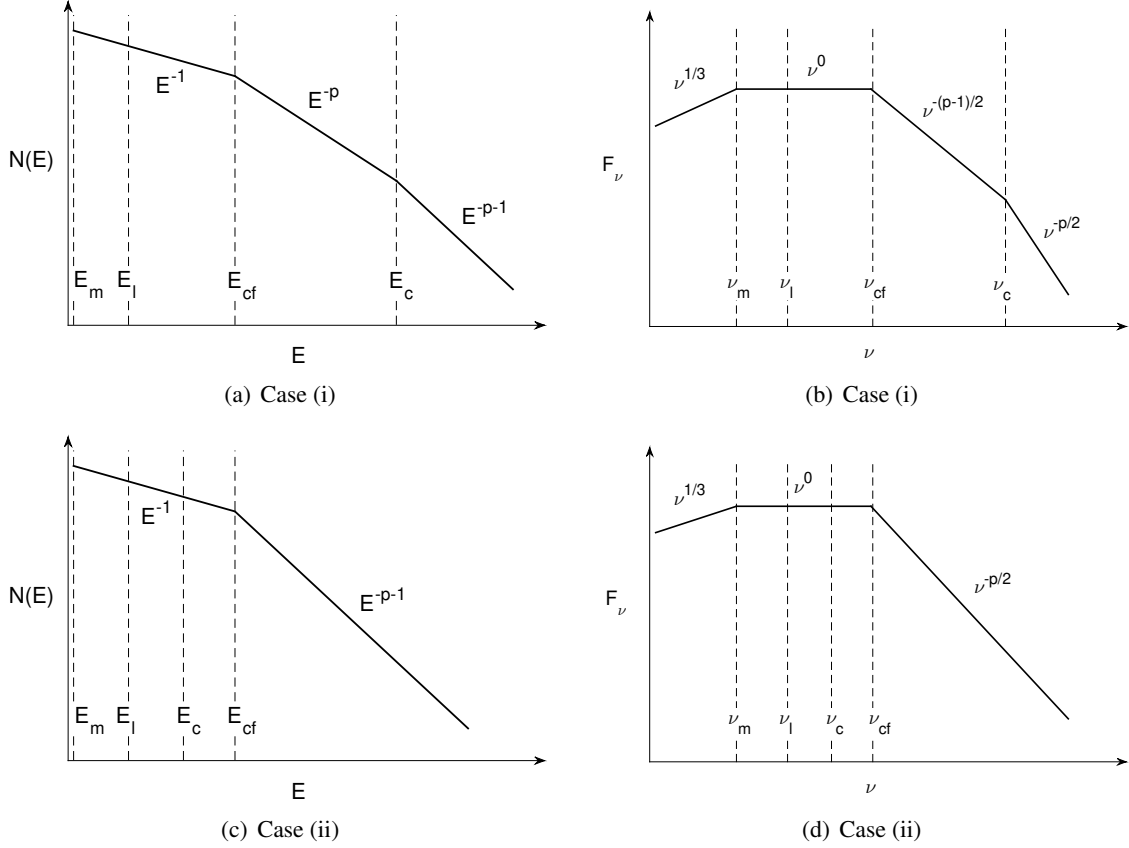 N(E)
E^-1
E^-p
E^-p-1
E_m
E_l
E_cf
E_c
E
(a) Case (i)
F_ν
ν^1/3
ν^0
ν^-(p-1)/2
ν^-p/2
ν_m
ν_l
ν_cf
ν_c
ν
(b) Case (i)
N(E)
E^-1
E^-p-1
E_m
E_l
E_c
E_cf
E
(c) Case (ii)
F_ν
ν^1/3
ν^0
ν^-p/2
ν_m
ν_l
ν_c
ν_cf
ν
(d) Case (ii)